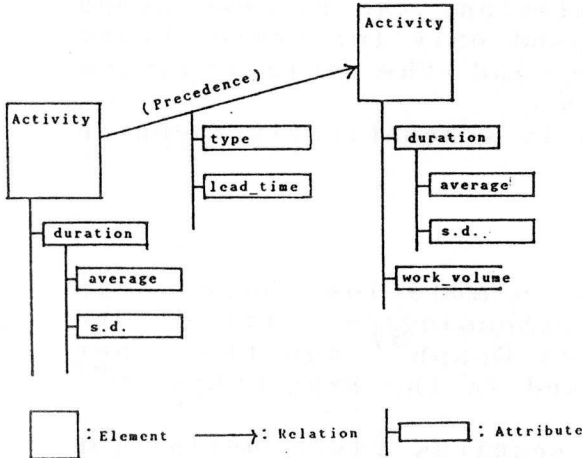 Activity
(Precedence)
Activity
type
lead_time
duration
average
s.d.
duration
average
s.d.
work_volume
: Element
: Relation
: Attribute